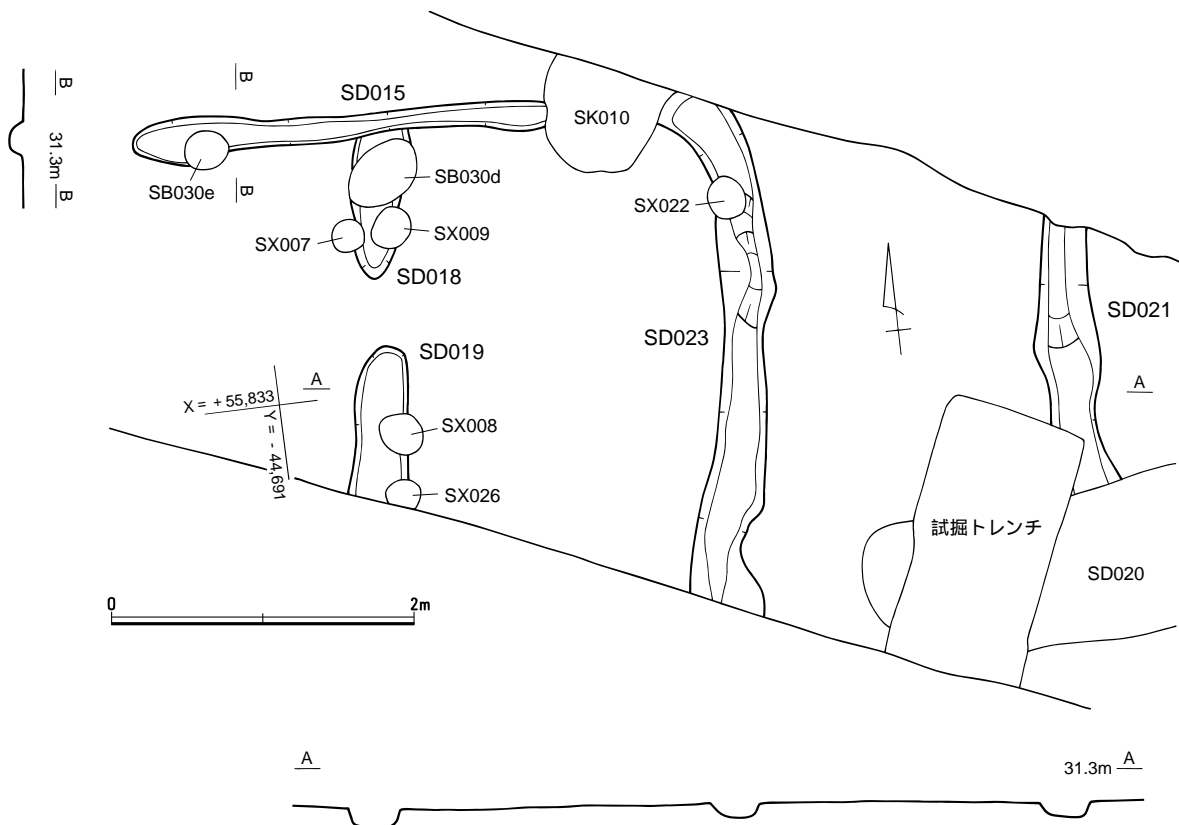 B
B
SD015
SK010
31.3m
B
B
SB030e
SB030d
SX022
SX007
SX009
SD018
SD023
SD021
SD019
A
A
X = + 55,833
Y = - 44,691
SX008
SX026
試掘トレンチ
SD020
0
2m
A
31.3m
A